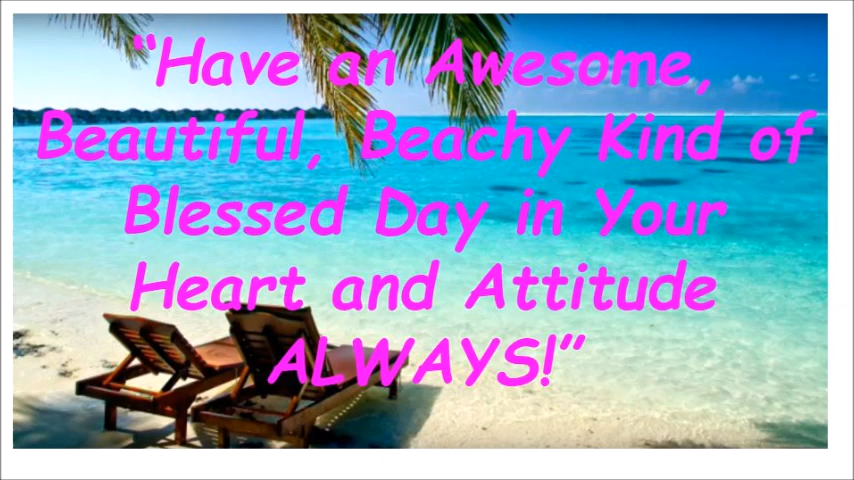 “Have an Awesome,
Beautiful, Beachy Kind of
Blessed Day in Your
Heart and Attitude
ALWAYS!”